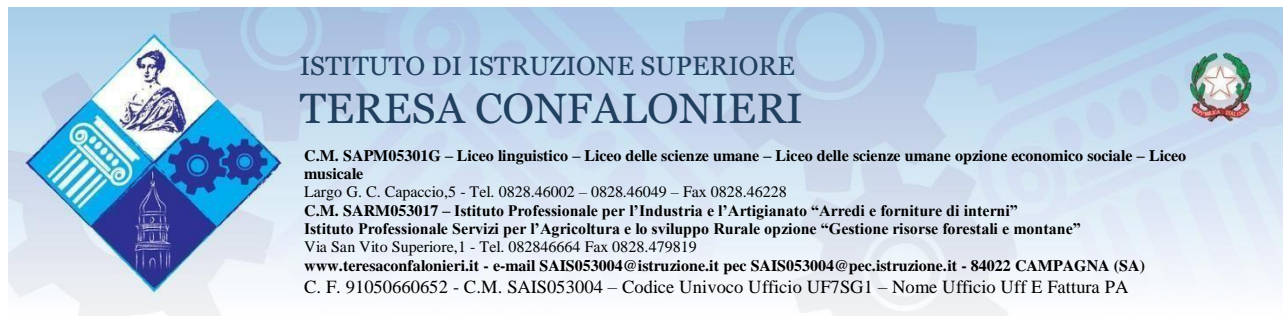 ISTITUTO DI ISTRUZIONE SUPERIORE
TERESA CONFALONIERI
C.M. SAPM05301G – Liceo linguistico – Liceo delle scienze umane – Liceo delle scienze umane opzione economico sociale – Liceo
musicale
Largo G. C. Capaccio,5 - Tel. 0828.46002 – 0828.46049 – Fax 0828.46228
C.M. SARM053017 – Istituto Professionale per l’Industria e l’Artigianato “Arredi e forniture di interni”
Istituto Professionale Servizi per l’Agricoltura e lo sviluppo Rurale opzione “Gestione risorse forestali e montane”
Via San Vito Superiore,1 - Tel. 082846664 Fax 0828.479819
www.teresaconfalonieri.it - e-mail SAIS053004@istruzione.it pec SAIS053004@pec.istruzione.it - 84022 CAMPAGNA (SA)
C. F. 91050660652 - C.M. SAIS053004 – Codice Univoco Ufficio UF7SG1 – Nome Ufficio Uff E Fattura PA